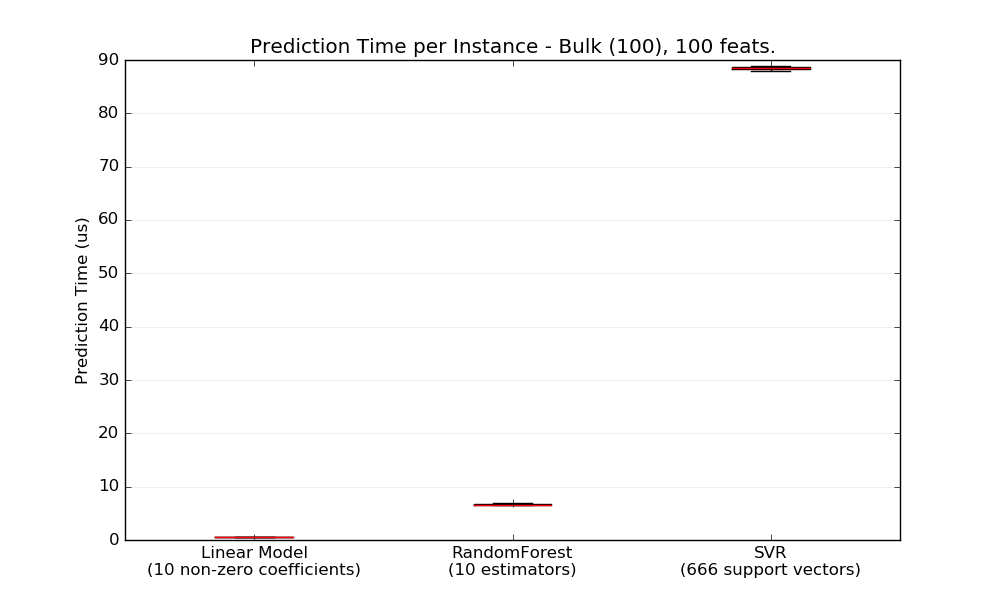 Prediction Time per Instance - Bulk (100), 100 feats.
90
80
70
60
50
40
30
20
10
0
Prediction Time (us)
Linear Model
(10 non-zero coefficients)
RandomForest
(10 estimators)
SVR
(666 support vectors)